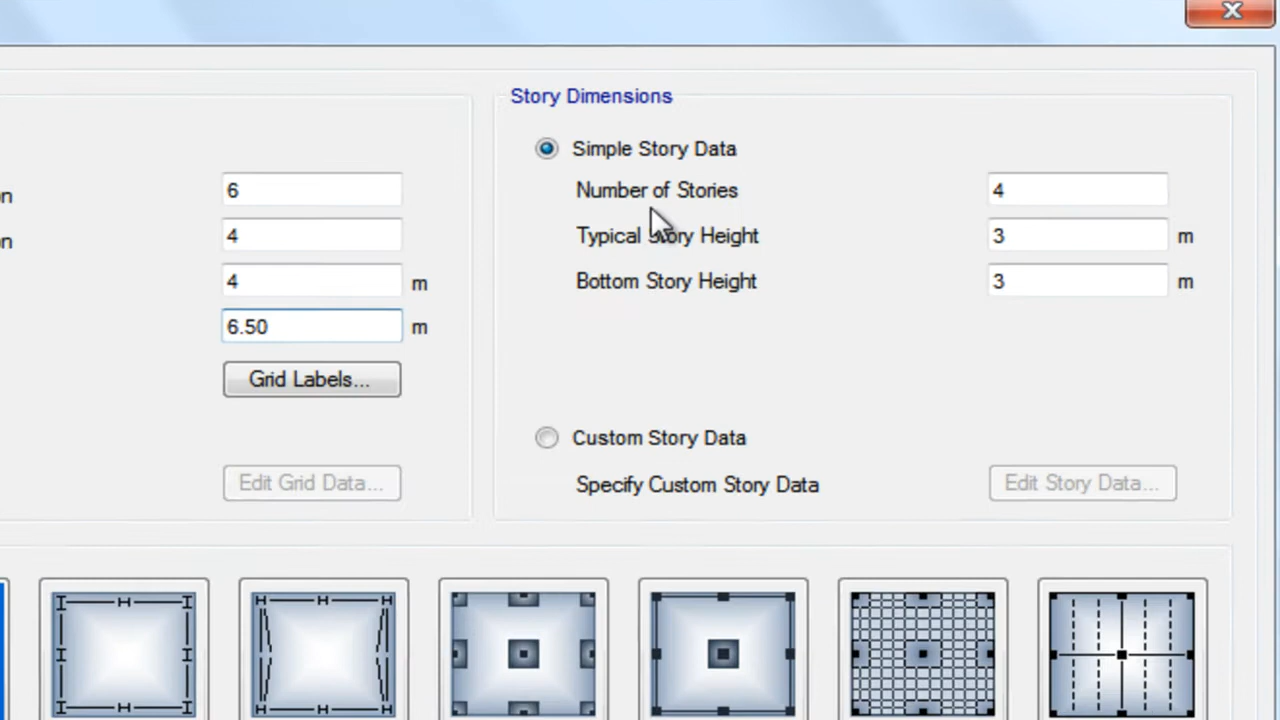 Story Dimensions
Simple Story Data
n 6
Number of Stories 4
n 4
Typical Story Height 3 m
4 m
Bottom Story Height 3 m
6.50 m
Grid Labels...
Custom Story Data
Edit Grid Data...
Specify Custom Story Data
Edit Story Data...